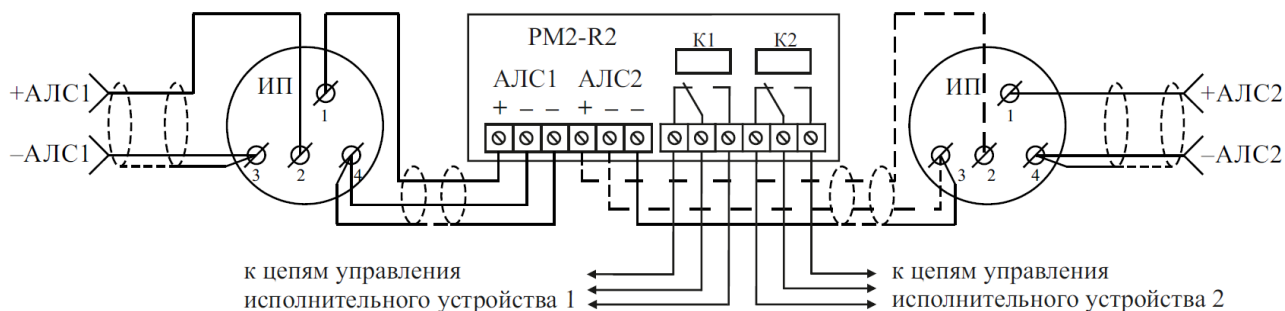 РМ2-R2
К1 К2
АЛС1 АЛС2
+ – – + – –
+АЛС1
–АЛС1
ИП
1
3 2 4
ИП
1
3 2 4
+АЛС2
–АЛС2
к цепям управления
исполнительного устройства 1
к цепям управления
исполнительного устройства 2